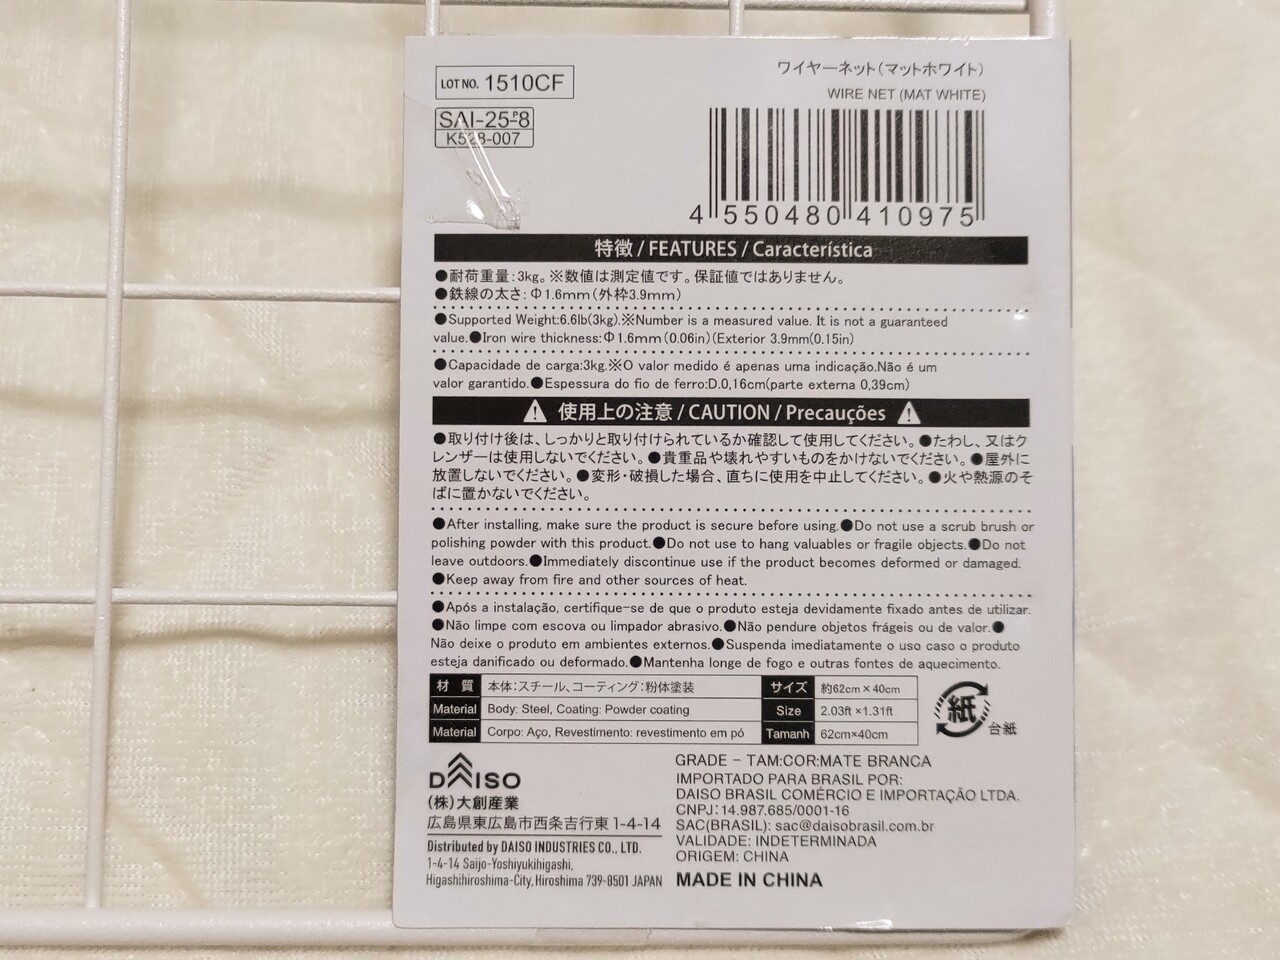 LOT NO. 1510CF
SAI-25-P8
K528-007
ワイヤーネット(マットホワイト)
WIRE NET (MAT WHITE)
4 550480 410975
特徴 / FEATURES / Característica
●耐荷重量:3kg。※数値は測定値です。保証値ではありません。
●鉄線の太さ:Φ1.6mm(外枠3.9mm)
●Supported Weight:6.6lb(3kg).※Number is a measured value. It is not a guaranteed
value.●Iron wire thickness:Φ1.6mm(0.06in)(Exterior 3.9mm(0.15in)
●Capacidade de carga:3kg.※O valor medido é apenas uma indicação.Não é um
valor garantido.●Espessura do fio de ferro:D.0,16cm(parte externa 0,39cm)
使用上の注意 / CAUTION / Precauções
●取り付け後は、しっかりと取り付けられているか確認して使用してください。●たわし、又はク
レンザーは使用しないでください。●貴重品や壊れやすいものをかけないでください。●屋外に
放置しないでください。●変形・破損した場合、直ちに使用を中止してください。●火や熱源のそ
ばに置かないでください。
●After installing, make sure the product is secure before using.●Do not use a scrub brush or
polishing powder with this product.●Do not use to hang valuables or fragile objects.●Do not
leave outdoors.●Immediately discontinue use if the product becomes deformed or damaged.
●Keep away from fire and other sources of heat.
●Após a instalação, certifique-se de que o produto esteja devidamente fixado antes de utilizar.
●Não limpe com escova ou limpador abrasivo.●Não pendure objetos frágeis ou de valor.●
Não deixe o produto em ambientes externos.●Suspenda imediatamente o uso caso o produto
esteja danificado ou deformado.●Mantenha longe de fogo e outras fontes de aquecimento.
材 質 本体:スチール、コーティング:粉体塗装 サイズ 約62cm×40cm
Material Body: Steel, Coating: Powder coating Size 2.03ft ×1.31ft
Material Corpo: Aço, Revestimento: revestimento em pó Tamanh 62cm×40cm
紙
台紙
DAISO
(株)大創産業
広島県東広島市西条吉行東1-4-14
Distributed by DAISO INDUSTRIES CO., LTD.
1-4-14 Saijo-Yoshiyukihigashi,
Higashihiroshima-City, Hiroshima 739-8501 JAPAN
GRADE - TAM:COR:MATE BRANCA
IMPORTADO PARA BRASIL POR:
DAISO BRASIL COMÉRCIO E IMPORTAÇÃO LTDA.
CNPJ:14.987.685/0001-16
SAC(BRASIL): sac@daisobrasil.com.br
VALIDADE: INDETERMINADA
ORIGEM: CHINA
MADE IN CHINA